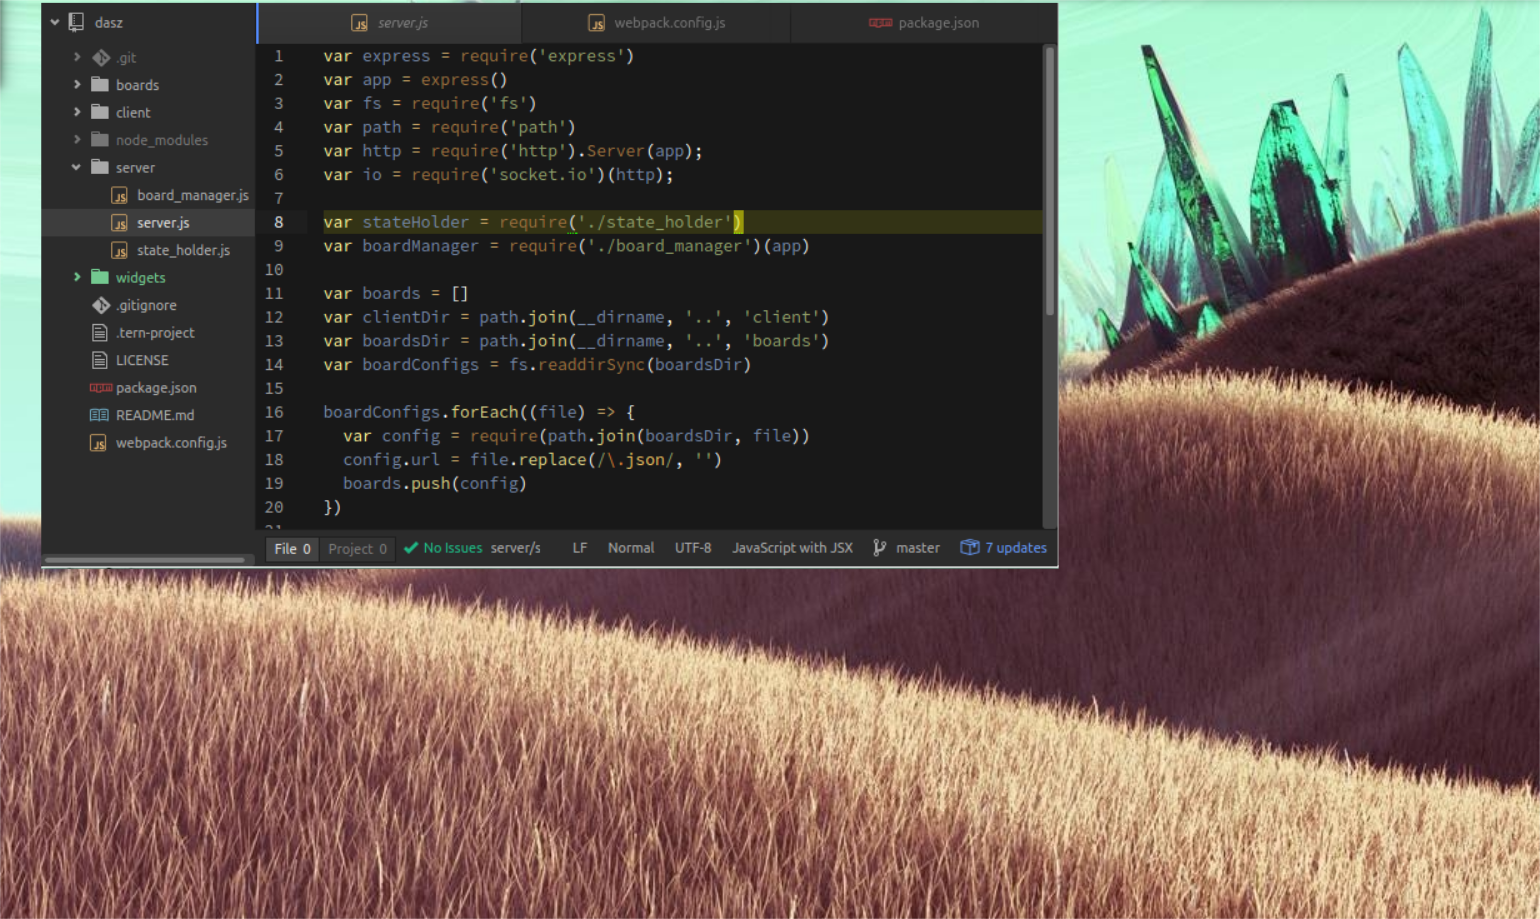 dasz
.git
boards
client
node_modules
server
board_manager.js
server.js
state_holder.js
widgets
.gitignore
.tern-project
LICENSE
package.json
README.md
webpack.config.js
server.js
webpack.config.js
package.json
1 var express = require('express')
2 var app = express()
3 var fs = require('fs')
4 var path = require('path')
5 var http = require('http').Server(app);
6 var io = require('socket.io')(http);
7
8 var stateHolder = require('./state_holder')
9 var boardManager = require('./board_manager')(app)
10
11 var boards = []
12 var clientDir = path.join(__dirname, '..', 'client')
13 var boardsDir = path.join(__dirname, '..', 'boards')
14 var boardConfigs = fs.readdirSync(boardsDir)
15
16 boardConfigs.forEach((file) => {
17 var config = require(path.join(boardsDir, file))
18 config.url = file.replace(/\.json/, '')
19 boards.push(config)
20 })
File 0 Project 0 No Issues server/s LF Normal UTF-8 JavaScript with JSX master 7 updates